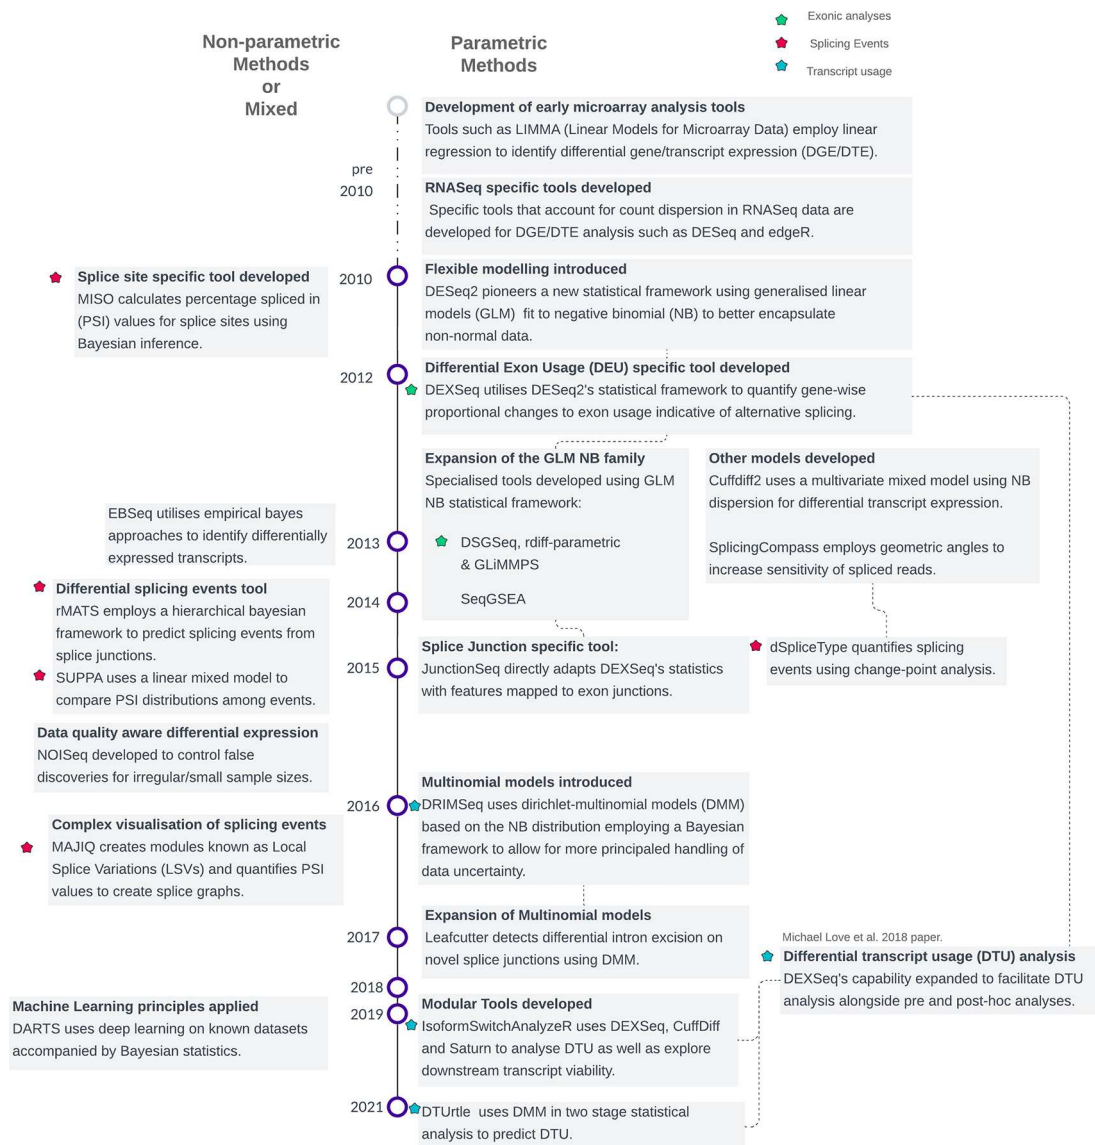 Exonic analyses
Splicing Events
Transcript usage
Non-parametric
Methods
or
Mixed
Parametric
Methods
Development of early microarray analysis tools
Tools such as LIMMA (Linear Models for Microarray Data) employ linear
regression to identify differential gene/transcript expression (DGE/DTE).
pre
2010
RNASeq specific tools developed
Specific tools that account for count dispersion in RNASeq data are
developed for DGE/DTE analysis such as DESeq and edgeR.
2010
Splice site specific tool developed
MISO calculates percentage spliced in
(PSI) values for splice sites using
Bayesian inference.
Flexible modelling introduced
DESeq2 pioneers a new statistical framework using generalised linear
models (GLM) fit to negative binomial (NB) to better encapsulate
non-normal data.
2012
Differential Exon Usage (DEU) specific tool developed
DEXSeq utilises DESeq2's statistical framework to quantify gene-wise
proportional changes to exon usage indicative of alternative splicing.
Expansion of the GLM NB family
Specialised tools developed using GLM
NB statistical framework:
DSGSeq, rdiff-parametric
& GLiMMPS
SeqGSEA
Other models developed
Cuffdiff2 uses a multivariate mixed model using NB
dispersion for differential transcript expression.
SplicingCompass employs geometric angles to
increase sensitivity of spliced reads.
EBSeq utilises empirical bayes
approaches to identify differentially
expressed transcripts.
2013
Differential splicing events tool
rMATS employs a hierarchical bayesian
framework to predict splicing events from
splice junctions.
SUPPA uses a linear mixed model to
compare PSI distributions among events.
2014
2015
Splice Junction specific tool:
JunctionSeq directly adapts DEXSeq's statistics
with features mapped to exon junctions.
dSpliceType quantifies splicing
events using change-point analysis.
Data quality aware differential expression
NOISeq developed to control false
discoveries for irregular/small sample sizes.
2016
Multinomial models introduced
DRIMSeq uses dirichlet-multinomial models (DMM)
based on the NB distribution employing a Bayesian
framework to allow for more principaled handling of
data uncertainty.
Complex visualisation of splicing events
MAJIQ creates modules known as Local
Splice Variations (LSVs) and quantifies PSI
values to create splice graphs.
2017
Expansion of Multinomial models
Leafcutter detects differential intron excision on
novel splice junctions using DMM.
Michael Love et al. 2018 paper.
Differential transcript usage (DTU) analysis
DEXSeq's capability expanded to facilitate DTU
analysis alongside pre and post-hoc analyses.
2018
2019
Machine Learning principles applied
DARTS uses deep learning on known datasets
accompanied by Bayesian statistics.
Modular Tools developed
IsoformSwitchAnalyzeR uses DEXSeq, CuffDiff
and Saturn to analyse DTU as well as explore
downstream transcript viability.
2021
DTUrtle uses DMM in two stage statistical
analysis to predict DTU.